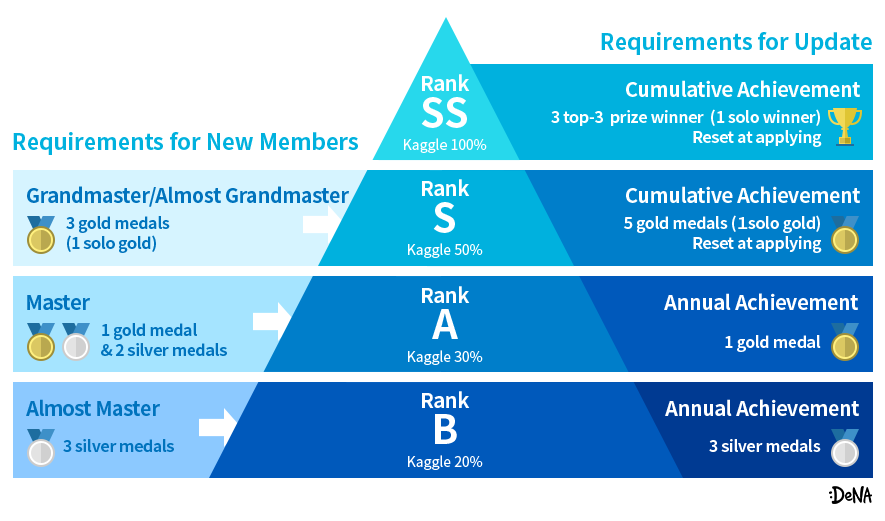 Requirements for Update
Rank
SS
Kaggle 100%
Cumulative Achievement
3 top-3 prize winner (1 solo winner)
Reset at applying
Requirements for New Members
Grandmaster/Almost Grandmaster
3 gold medals
(1 solo gold)
Rank
S
Kaggle 50%
Cumulative Achievement
5 gold medals (1solo gold)
Reset at applying
Master
1 gold medal
& 2 silver medals
Rank
A
Kaggle 30%
Annual Achievement
1 gold medal
Almost Master
3 silver medals
Rank
B
Kaggle 20%
Annual Achievement
3 silver medals
:DeNA